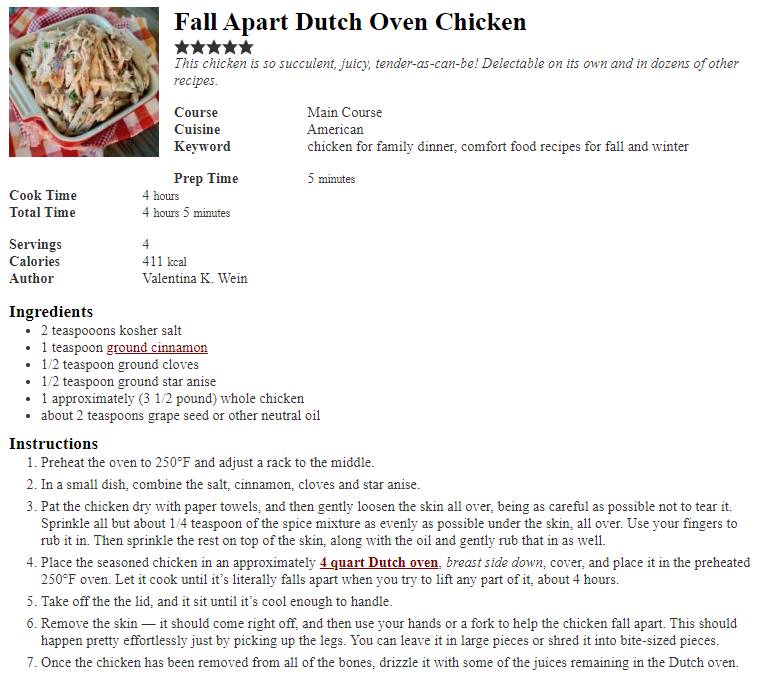 Fall Apart Dutch Oven Chicken
This chicken is so succulent, juicy, tender-as-can-be! Delectable on its own and in dozens of other
recipes.
Course Main Course
Cuisine American
Keyword chicken for family dinner, comfort food recipes for fall and winter
Prep Time 5 minutes
Cook Time 4 hours
Total Time 4 hours 5 minutes
Servings 4
Calories 411 kcal
Author Valentina K. Wein
Ingredients
• 2 teaspooons kosher salt
• 1 teaspoon ground cinnamon
• 1/2 teaspoon ground cloves
• 1/2 teaspoon ground star anise
• 1 approximately (3 1/2 pound) whole chicken
• about 2 teaspoons grape seed or other neutral oil
Instructions
1. Preheat the oven to 250°F and adjust a rack to the middle.
2. In a small dish, combine the salt, cinnamon, cloves and star anise.
3. Pat the chicken dry with paper towels, and then gently loosen the skin all over, being as careful as possible not to tear it.
Sprinkle all but about 1/4 teaspoon of the spice mixture as evenly as possible under the skin, all over. Use your fingers to
rub it in. Then sprinkle the rest on top of the skin, along with the oil and gently rub that in as well.
4. Place the seasoned chicken in an approximately 4 quart Dutch oven, breast side down, cover, and place it in the preheated
250°F oven. Let it cook until it's literally falls apart when you try to lift any part of it, about 4 hours.
5. Take off the the lid, and it sit until it's cool enough to handle.
6. Remove the skin — it should come right off, and then use your hands or a fork to help the chicken fall apart. This should
happen pretty effortlessly just by picking up the legs. You can leave it in large pieces or shred it into bite-sized pieces.
7. Once the chicken has been removed from all of the bones, drizzle it with some of the juices remaining in the Dutch oven.